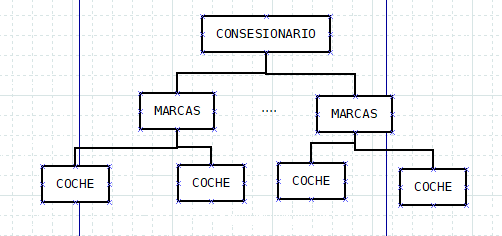 CONSESIONARIO
MARCAS
....
MARCAS
COCHE
COCHE
COCHE
COCHE